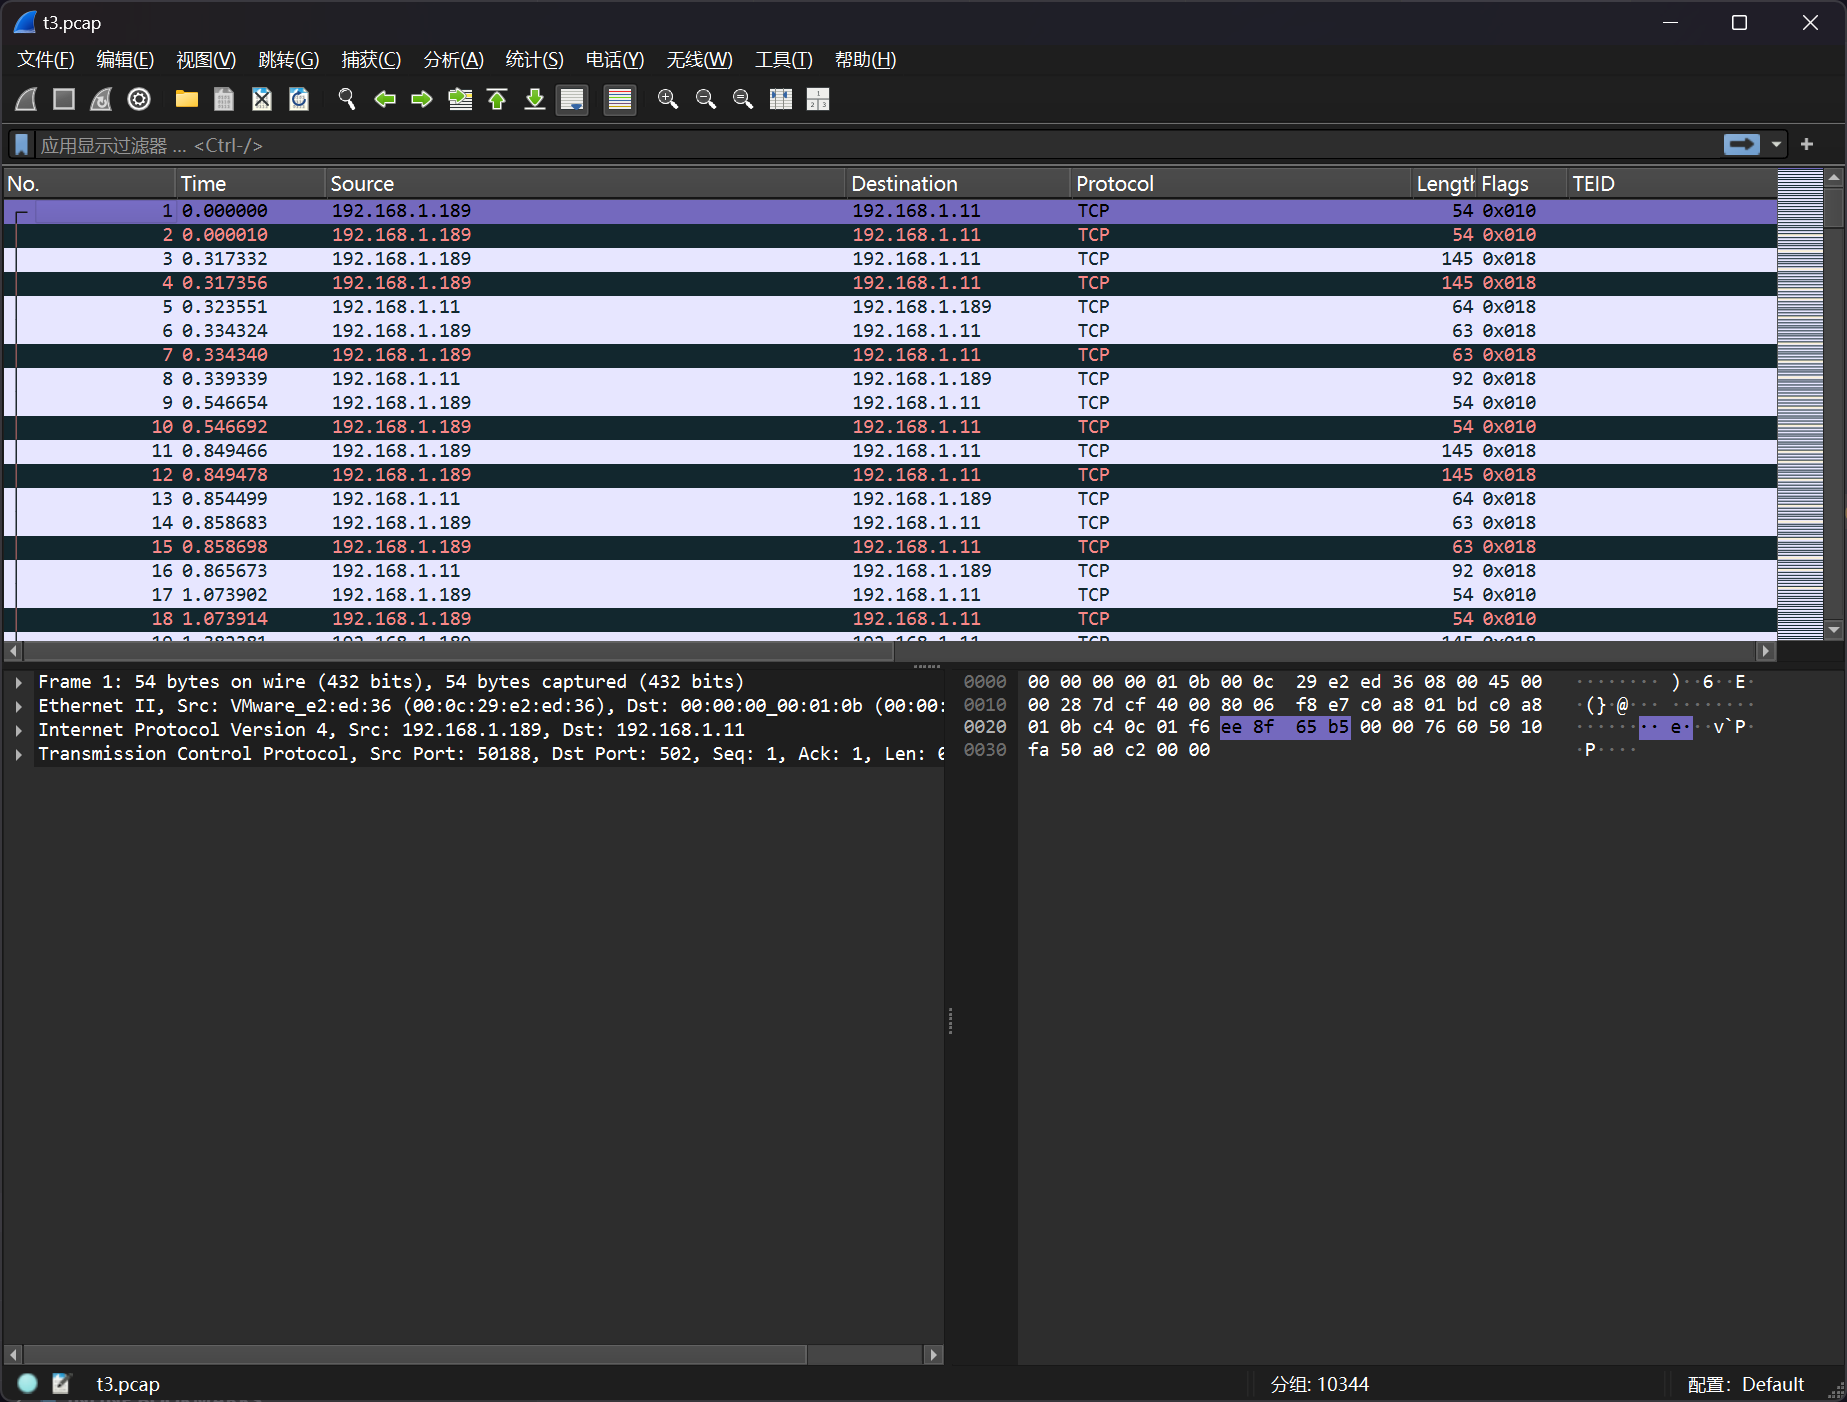 t3.pcap
文件(F) 编辑(E) 视图(V) 跳转(G) 捕获(C) 分析(A) 统计(S) 电话(Y) 无线(W) 工具(T) 帮助(H)
应用显示过滤器 … <Ctrl-/>
No. Time Source Destination Protocol Length Flags TEID
1 0.000000 192.168.1.189 192.168.1.11 TCP 54 0x010
2 0.000010 192.168.1.189 192.168.1.11 TCP 54 0x010
3 0.317332 192.168.1.189 192.168.1.11 TCP 145 0x018
4 0.317356 192.168.1.189 192.168.1.11 TCP 145 0x018
5 0.323551 192.168.1.11 192.168.1.189 TCP 64 0x018
6 0.334324 192.168.1.189 192.168.1.11 TCP 63 0x018
7 0.334340 192.168.1.189 192.168.1.11 TCP 63 0x018
8 0.339339 192.168.1.11 192.168.1.189 TCP 92 0x018
9 0.546654 192.168.1.189 192.168.1.11 TCP 54 0x010
10 0.546692 192.168.1.189 192.168.1.11 TCP 54 0x010
11 0.849466 192.168.1.189 192.168.1.11 TCP 145 0x018
12 0.849478 192.168.1.189 192.168.1.11 TCP 145 0x018
13 0.854499 192.168.1.11 192.168.1.189 TCP 64 0x018
14 0.858683 192.168.1.189 192.168.1.11 TCP 63 0x018
15 0.858698 192.168.1.189 192.168.1.11 TCP 63 0x018
16 0.865673 192.168.1.11 192.168.1.189 TCP 92 0x018
17 1.073902 192.168.1.189 192.168.1.11 TCP 54 0x010
18 1.073914 192.168.1.189 192.168.1.11 TCP 54 0x010
Frame 1: 54 bytes on wire (432 bits), 54 bytes captured (432 bits)
Ethernet II, Src: VMware_e2:ed:36 (00:0c:29:e2:ed:36), Dst: 00:00:00_00:01:0b (00:00:
Internet Protocol Version 4, Src: 192.168.1.189, Dst: 192.168.1.11
Transmission Control Protocol, Src Port: 50188, Dst Port: 502, Seq: 1, Ack: 1, Len: 0
0000 00 00 00 00 01 0b 00 0c 29 e2 ed 36 08 00 45 00 ········ )··6··E·
0010 00 28 7d cf 40 00 80 06 f8 e7 c0 a8 01 bd c0 a8 ·(}·@··· ········
0020 01 0b c4 0c 01 f6 ee 8f 65 b5 00 00 76 60 50 10 ········ e···v`P·
0030 fa 50 a0 c2 00 00 ·P····
t3.pcap 分组: 10344 配置: Default